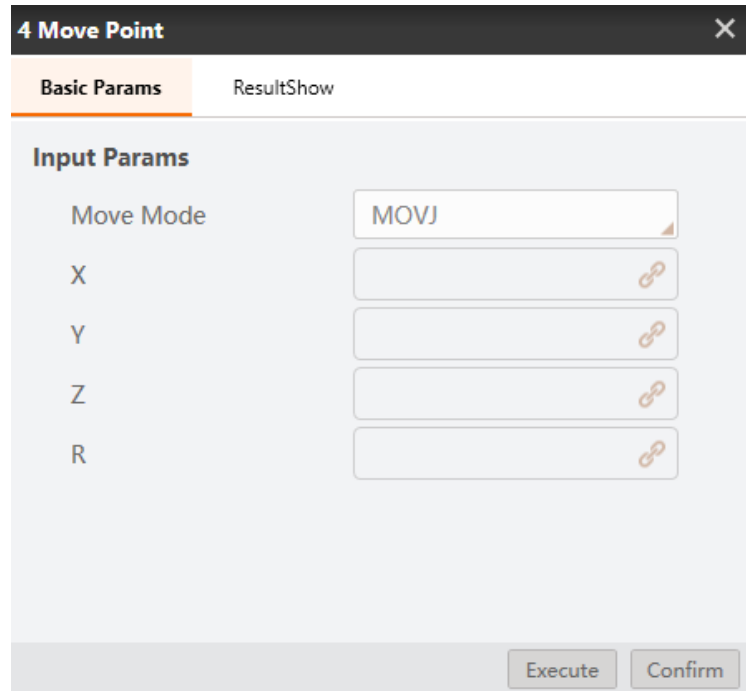 4 Move Point
Basic Params ResultShow
Input Params
Move Mode MOVJ
X
Y
Z
R
Execute Confirm